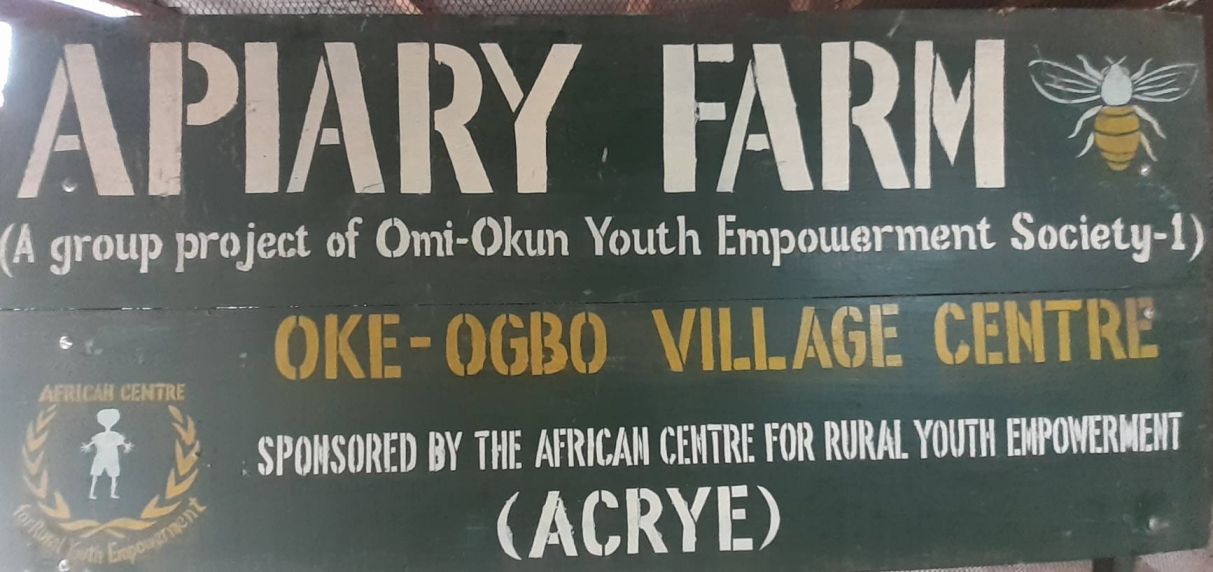 APIARY FARM
(A group project of Omi-Okun Youth Empowerment Society-1)
OKE-OGBO VILLAGE CENTRE
SPONSORED BY THE AFRICAN CENTRE FOR RURAL YOUTH EMPOWERMENT
(ACRYE)
AFRICAN CENTRE
for Rural Youth Empowerment